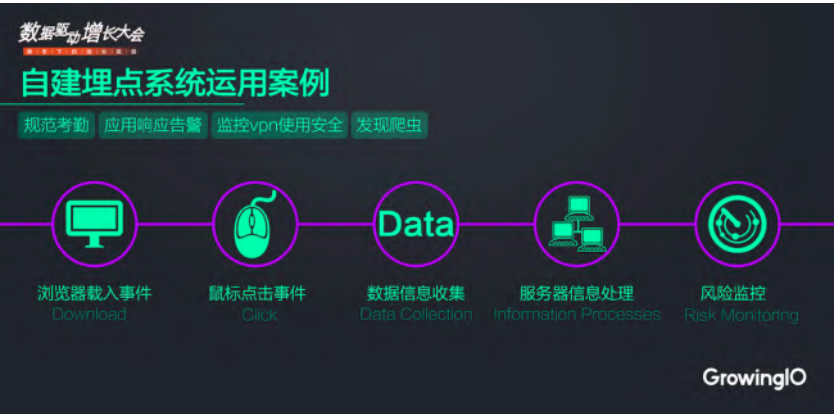 数据驱动增长大会
自建埋点系统运用案例
规范考勤 应用响应告警 监控vpn使用安全 发现爬虫
Data
浏览器载入事件 鼠标点击事件 数据信息收集 服务器信息处理 风险监控
Download Click Data Collection Information Processes Risk Monitoring
GrowingIO